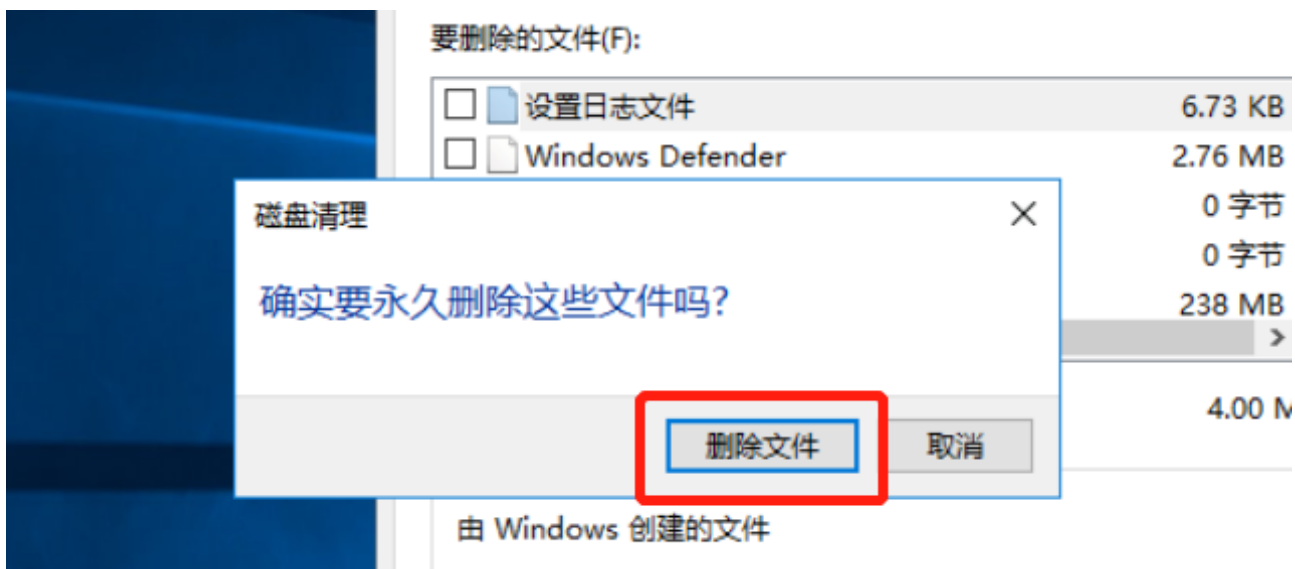 要删除的文件(F):
设置日志文件 6.73 KB
Windows Defender 2.76 MB
0 字节
0 字节
238 MB
磁盘清理
确实要永久删除这些文件吗?
4.00 M
删除文件 取消
由 Windows 创建的文件